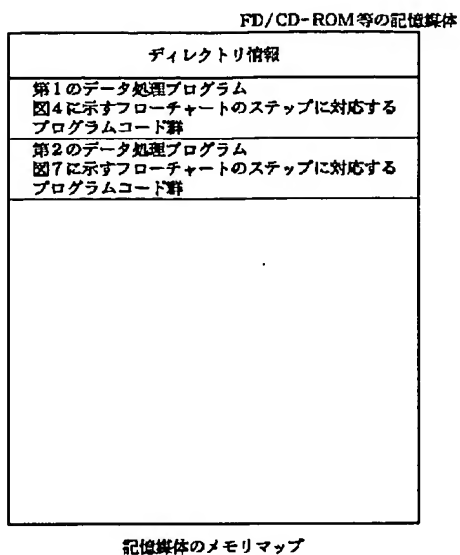 FD/CD-ROM等の記憶媒体
ディレクトリ情報
第1のデータ処理プログラム
図4に示すフローチャートのステップに対応する
プログラムコード群
第2のデータ処理プログラム
図7に示すフローチャートのステップに対応する
プログラムコード群
記憶媒体のメモリマップ